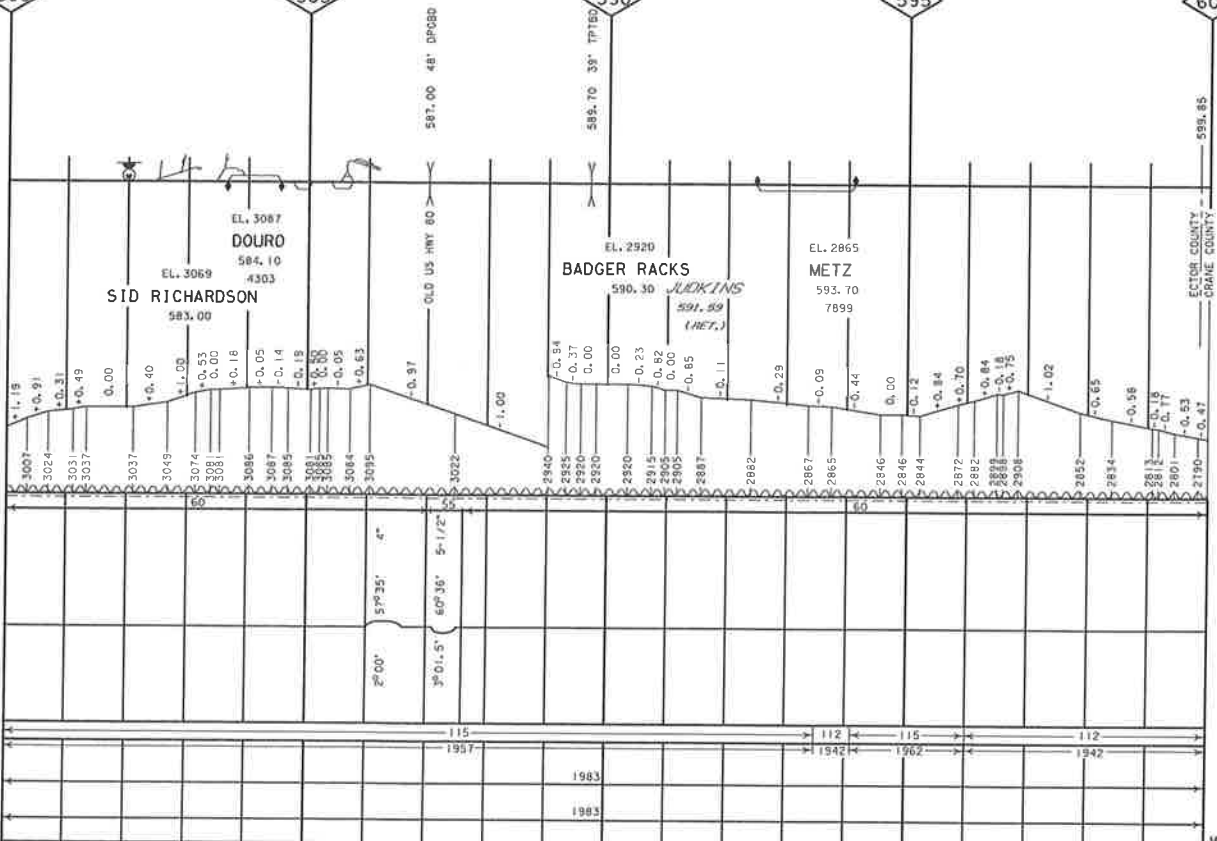 590
595
587.00 48' DPGBD
589.70 39' TPTBD
599.85
EL. 3087
DOURO
584.10
4303
EL. 3069
SID RICHARDSON
583.00
OLD US HWY 80
EL. 2920
BADGER RACKS
590.30
JUDKINS
591.59
(RET.)
EL. 2865
METZ
593.70
7899
ECTOR COUNTY
CRANE COUNTY
+1.19 +0.91 +0.31 +0.49 0.00 +0.40 +1.00 +0.53 0.00 +0.18 +0.05 -0.14 -0.19 +0.50 0.00 -0.05 +0.63 -0.97 -1.00 -0.94 -0.37 0.00 0.00 -0.23 -0.82 0.00 -0.85 -0.11 -0.29 -0.09 -0.44 0.00 -0.12 +0.84 +0.70 +0.84 -0.18 +0.75 -1.02 -0.65 -0.56 -0.18 -0.77 -0.53 -0.47
3007 3024 3031 3037 3037 3049 3074 3081 3081 3086 3087 3085 3081 3085 3085 3084 3095 3022 2940 2925 2920 2920 2920 2915 2905 2905 2887 2882 2867 2865 2846 2846 2844 2872 2882 2899 2898 2908 2852 2834 2813 2812 2801 2790
60 55 60
57°35' 4"
60°36' 5-1/2"
2°00'
3°01.5'
115 112 115 112
1957 1942 1962 1942
1983
1983